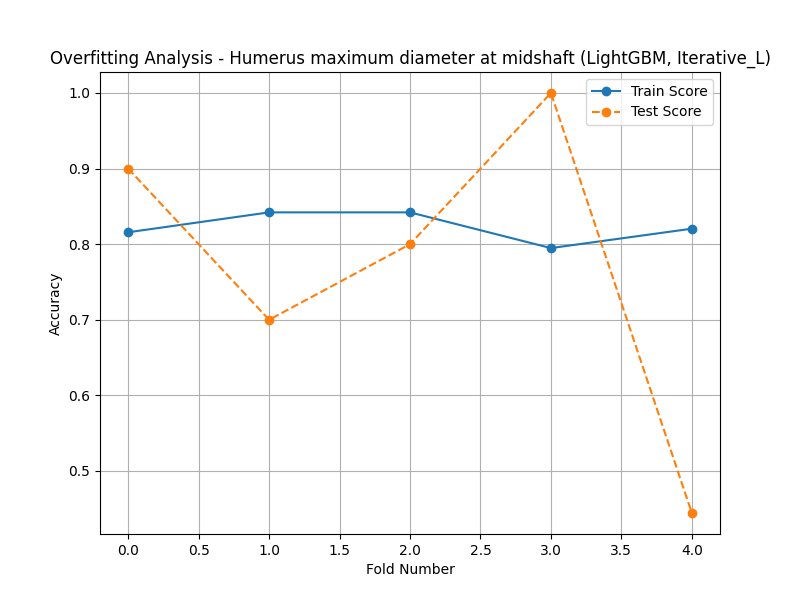 Overfitting Analysis - Humerus maximum diameter at midshaft (LightGBM, Iterative_L)
Train Score
Test Score
1.0
0.9
0.8
0.7
0.6
0.5
Accuracy
0.0 0.5 1.0 1.5 2.0 2.5 3.0 3.5 4.0
Fold Number